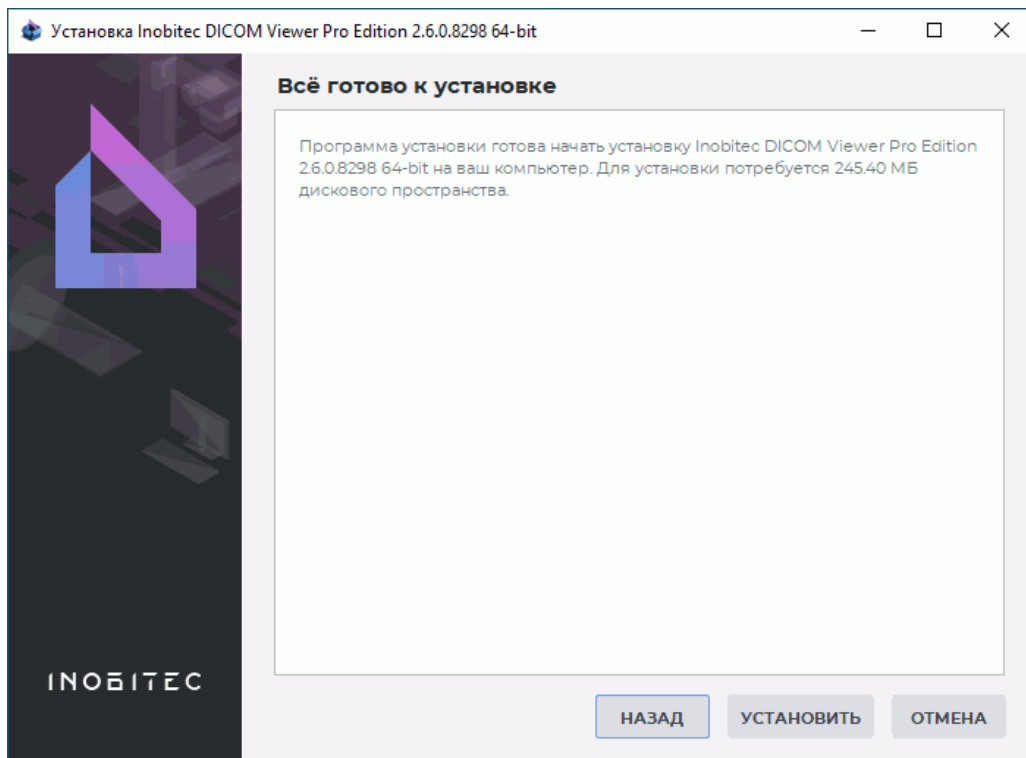 Установка Inobitec DICOM Viewer Pro Edition 2.6.0.8298 64-bit
Всё готово к установке
Программа установки готова начать установку Inobitec DICOM Viewer Pro Edition
2.6.0.8298 64-bit на ваш компьютер. Для установки потребуется 245.40 МБ
дискового пространства.
INOBITEC
НАЗАД УСТАНОВИТЬ ОТМЕНА